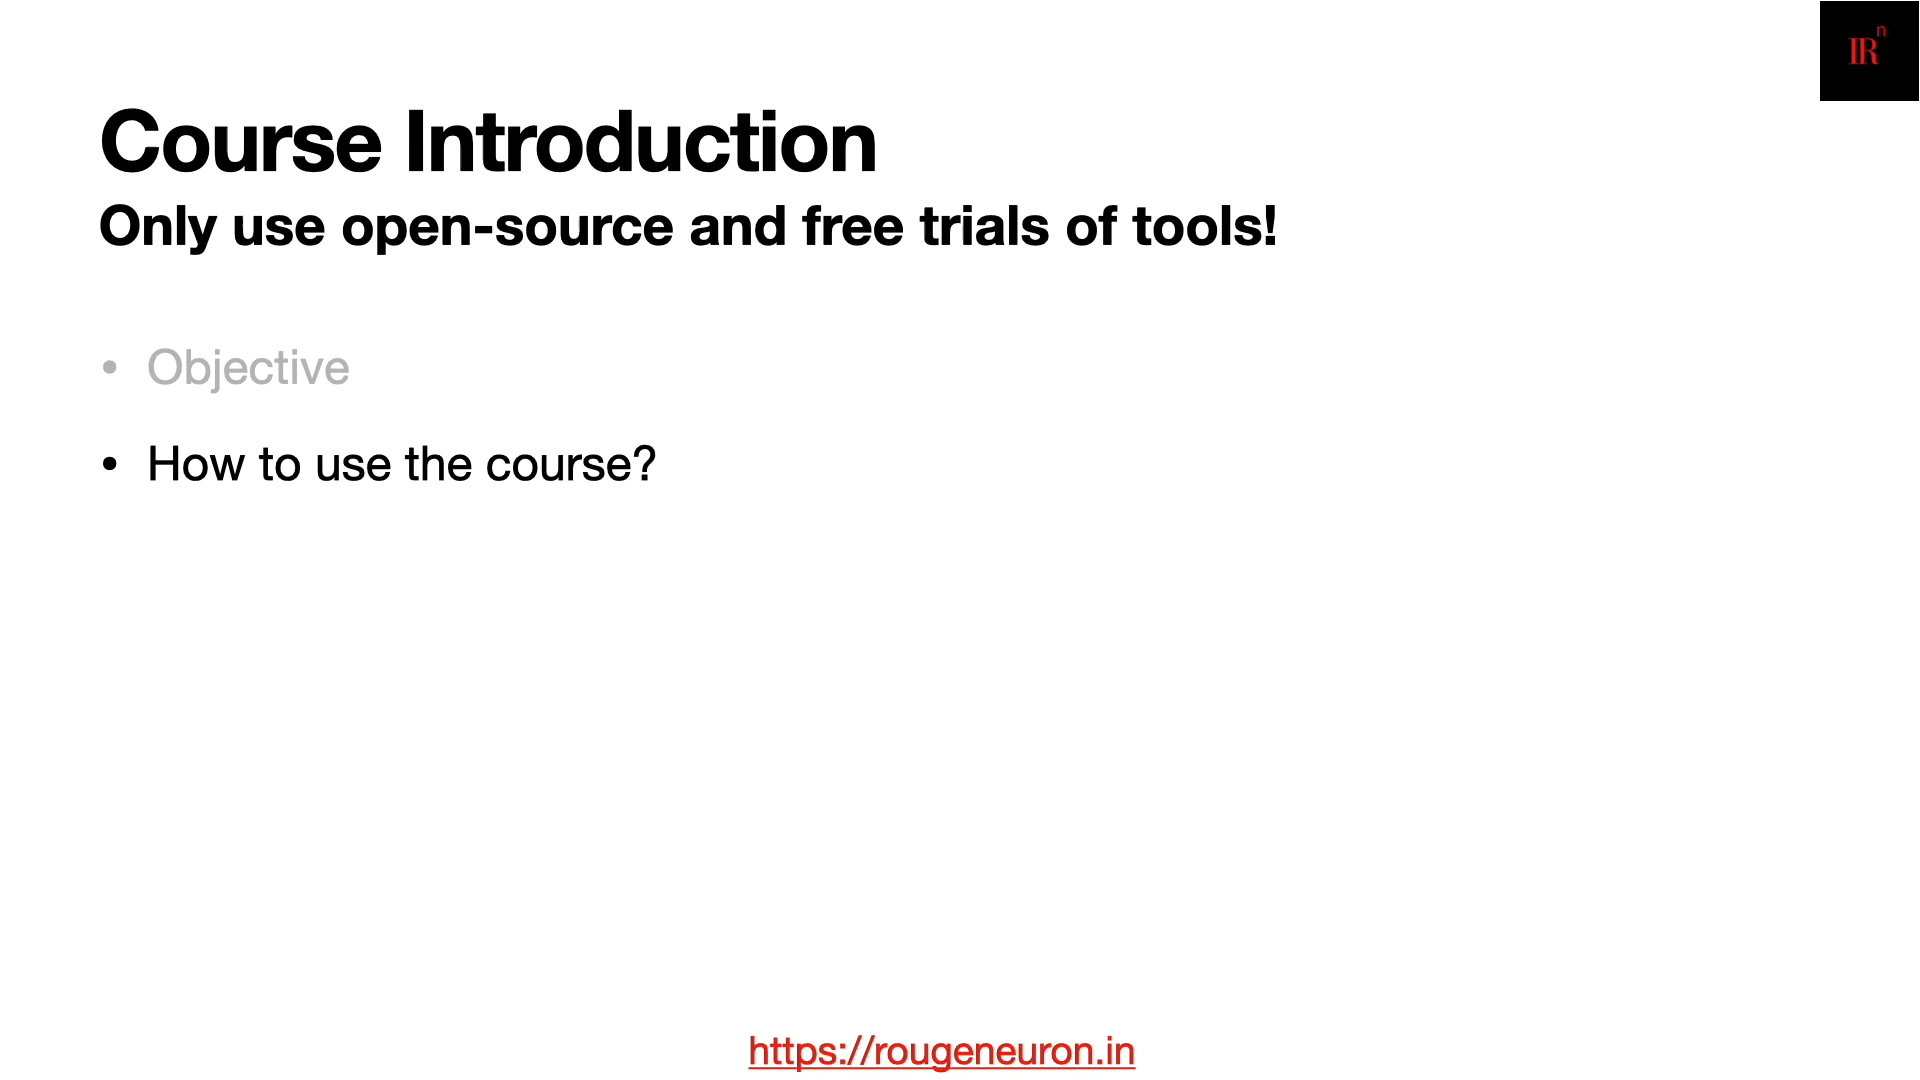 IRⁿ
Course Introduction
Only use open-source and free trials of tools!
• Objective
• How to use the course?
https://rougeneuron.in